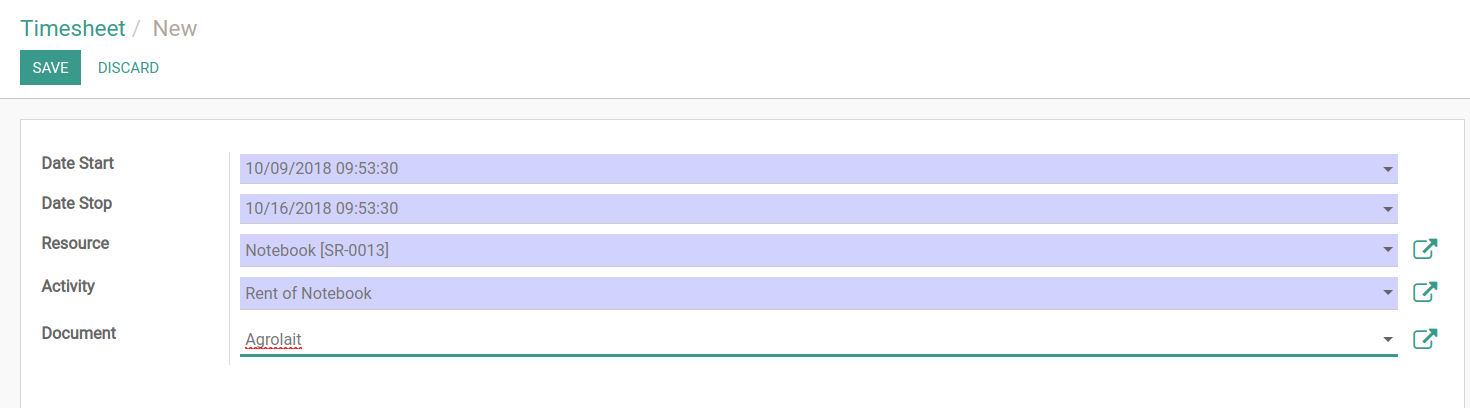 Timesheet / New
SAVE DISCARD
Date Start 10/09/2018 09:53:30
Date Stop 10/16/2018 09:53:30
Resource Notebook [SR-0013]
Activity Rent of Notebook
Document Agrolait